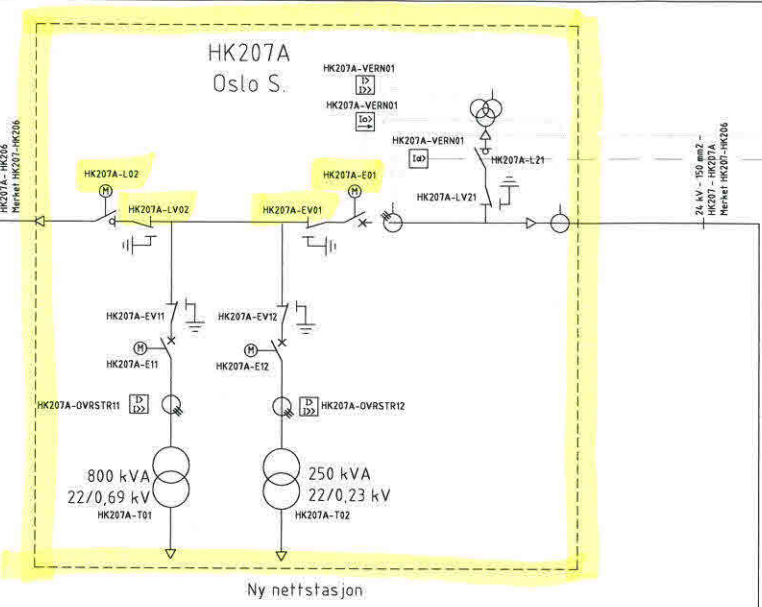 HK207A
Oslo S.
HK207A-VERN01
I>
I>>
HK207A-VERN01
Io>
HK207A-VERN01
Io>
HK207A-L21
HK207A-LV21
HK207A- HK206
Merket HK207-HK206
HK207A-L02
M
HK207A-LV02
HK207A-E01
M
HK207A-EV01
24 kV - 150 mm2 -
HK207 - HK207A
Merket HK207-HK206
HK207A-EV11
HK207A-EV12
M
HK207A-E11
M
HK207A-E12
HK207A-OVRSTR11
I>
I>>
I>
I>>
HK207A-OVRSTR12
800 kVA
22/0,69 kV
HK207A-T01
250 kVA
22/0,23 kV
HK207A-T02
Ny nettstasjon